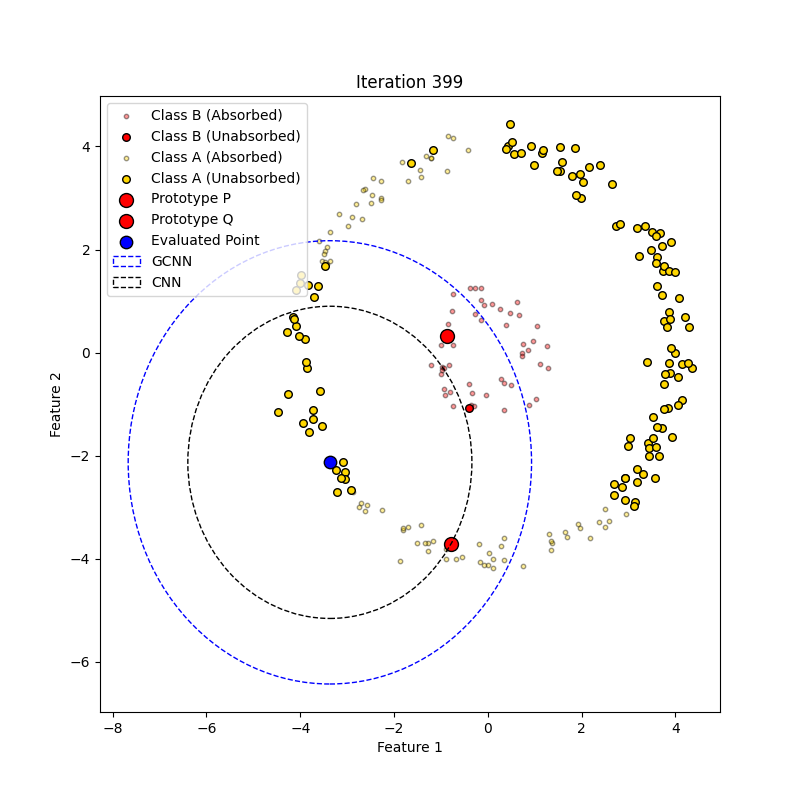 Iteration 399
Class B (Absorbed)
Class B (Unabsorbed)
Class A (Absorbed)
Class A (Unabsorbed)
Prototype P
Prototype Q
Evaluated Point
GCNN
CNN
4
2
0
−2
−4
−6
Feature 2
−8 −6 −4 −2 0 2 4
Feature 1